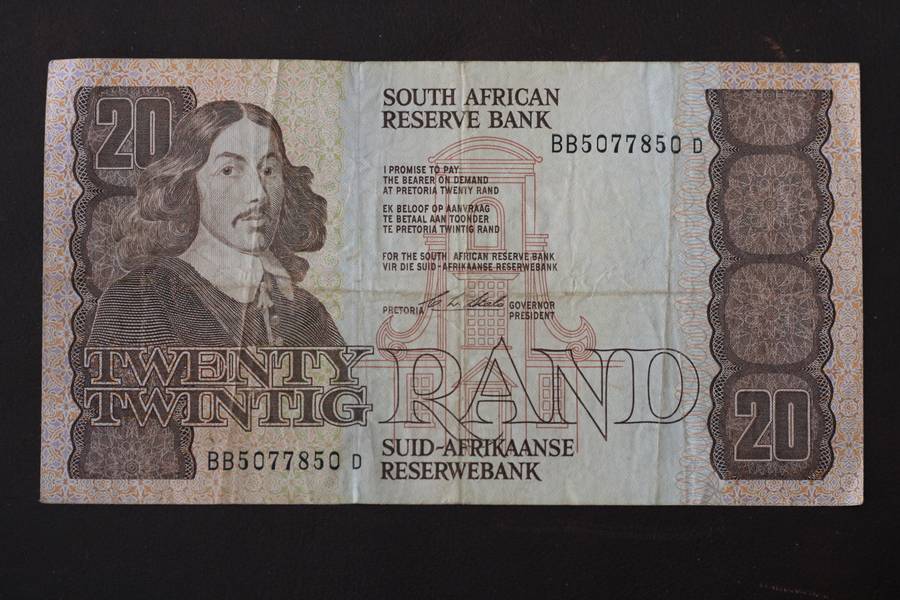 20
SOUTH AFRICAN
RESERVE BANK
BB5077850 D
I PROMISE TO PAY
THE BEARER ON DEMAND
AT PRETORIA TWENTY RAND
EK BELOOF OP AANVRAAG
TE BETAAL AAN TOONDER
TE PRETORIA TWINTIG RAND
FOR THE SOUTH AFRICAN RESERVE BANK
VIR DIE SUID-AFRIKAANSE RESERWEBANK
PRETORIA GOVERNOR
PRESIDENT
TWENTY
TWINTIG RAND
20
SUID-AFRIKAANSE
RESERWEBANK
BB5077850 D